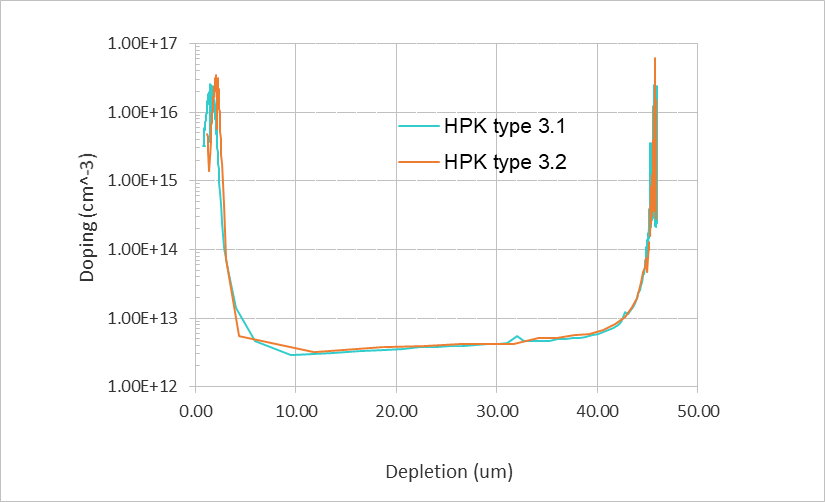 1.00E+17
1.00E+16
1.00E+15
1.00E+14
1.00E+13
1.00E+12
Doping (cm^-3)
HPK type 3.1
HPK type 3.2
0.00 10.00 20.00 30.00 40.00 50.00
Depletion (um)